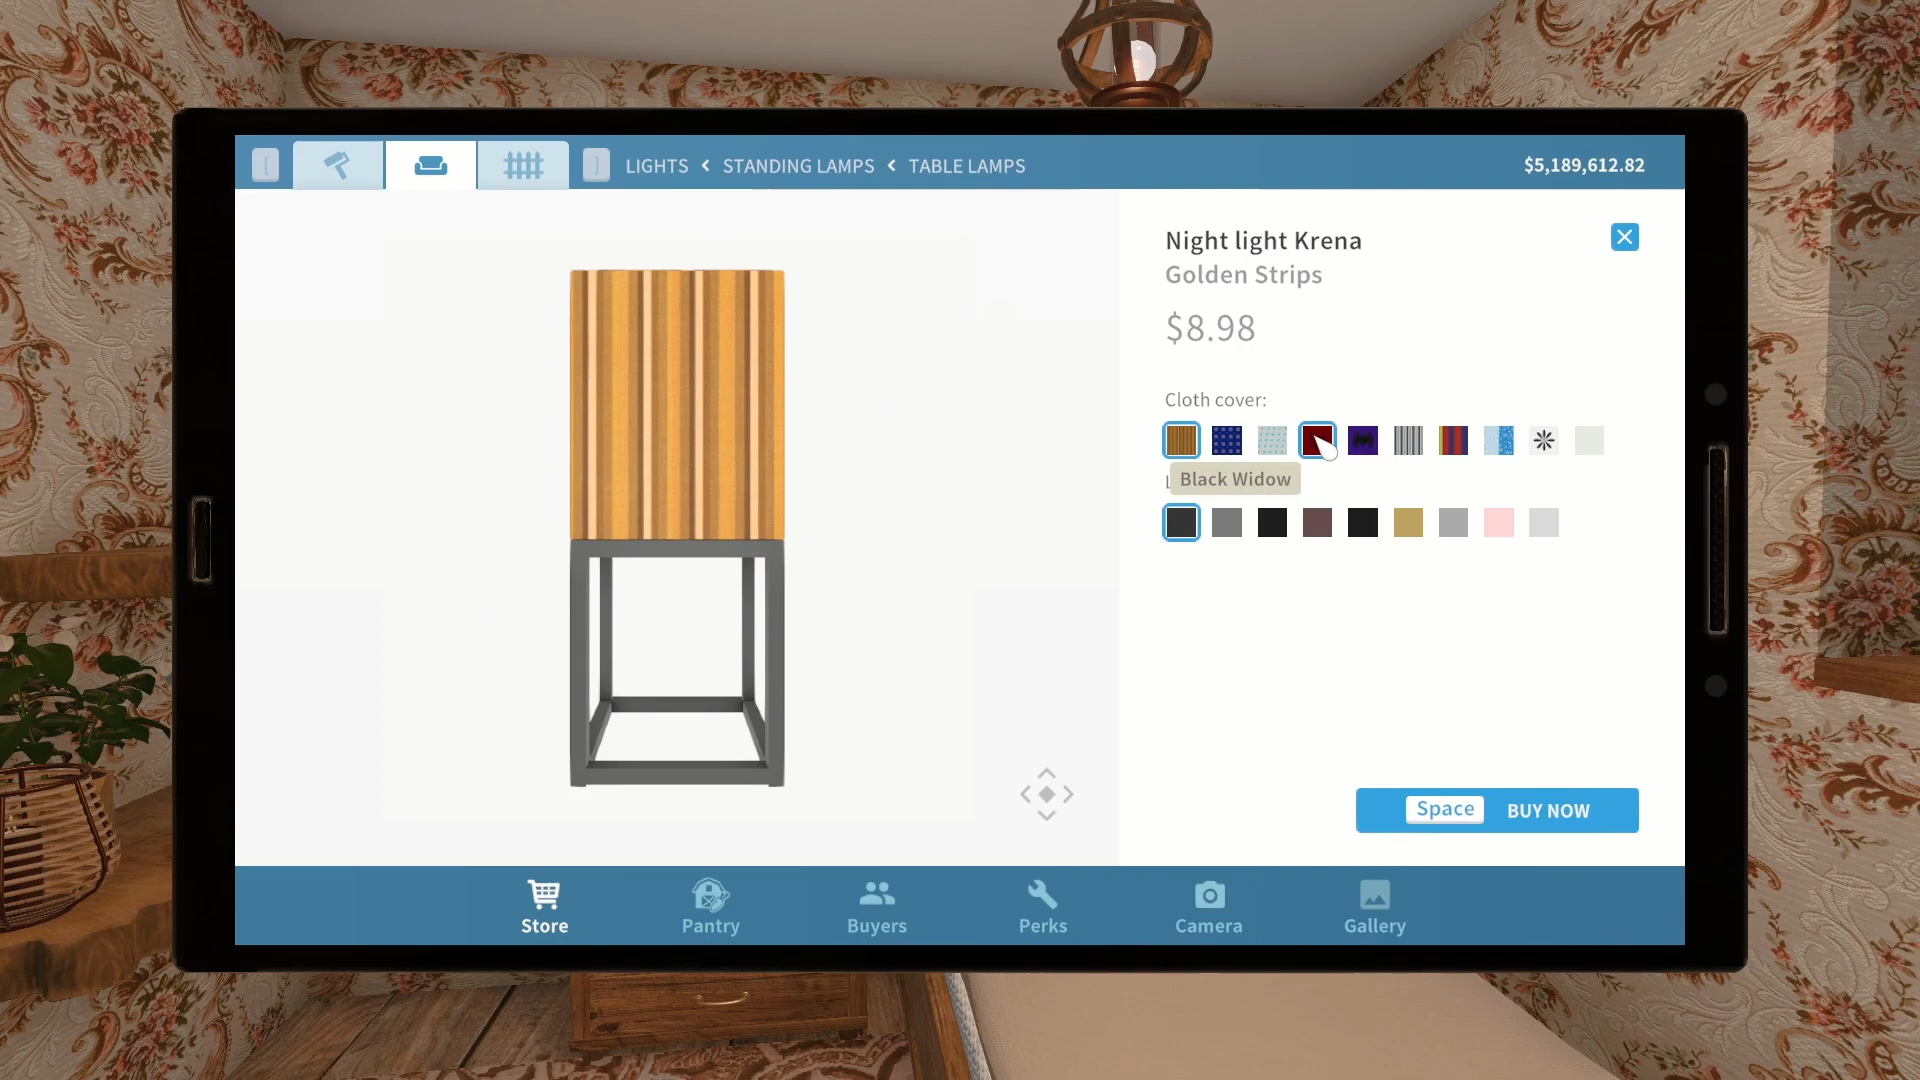 [
]
LIGHTS < STANDING LAMPS < TABLE LAMPS
$5,189,612.82
Night light Krena
Golden Strips
$8.98
Cloth cover:
Black Widow
Space
BUY NOW
Store
Pantry
Buyers
Perks
Camera
Gallery